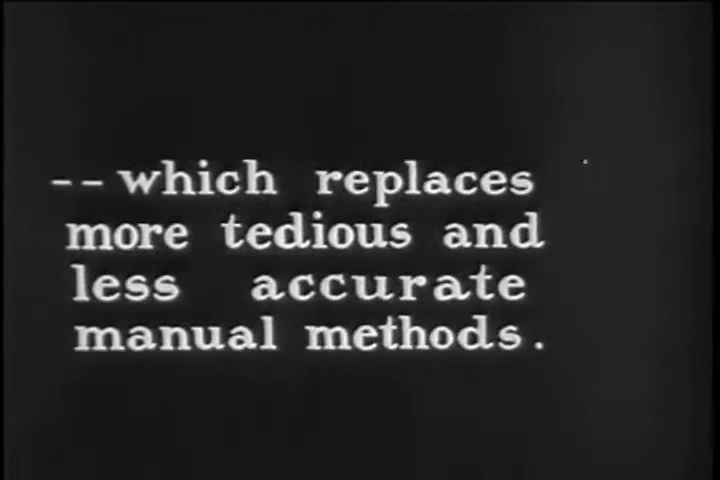 -- which replaces
more tedious and
less accurate
manual methods.